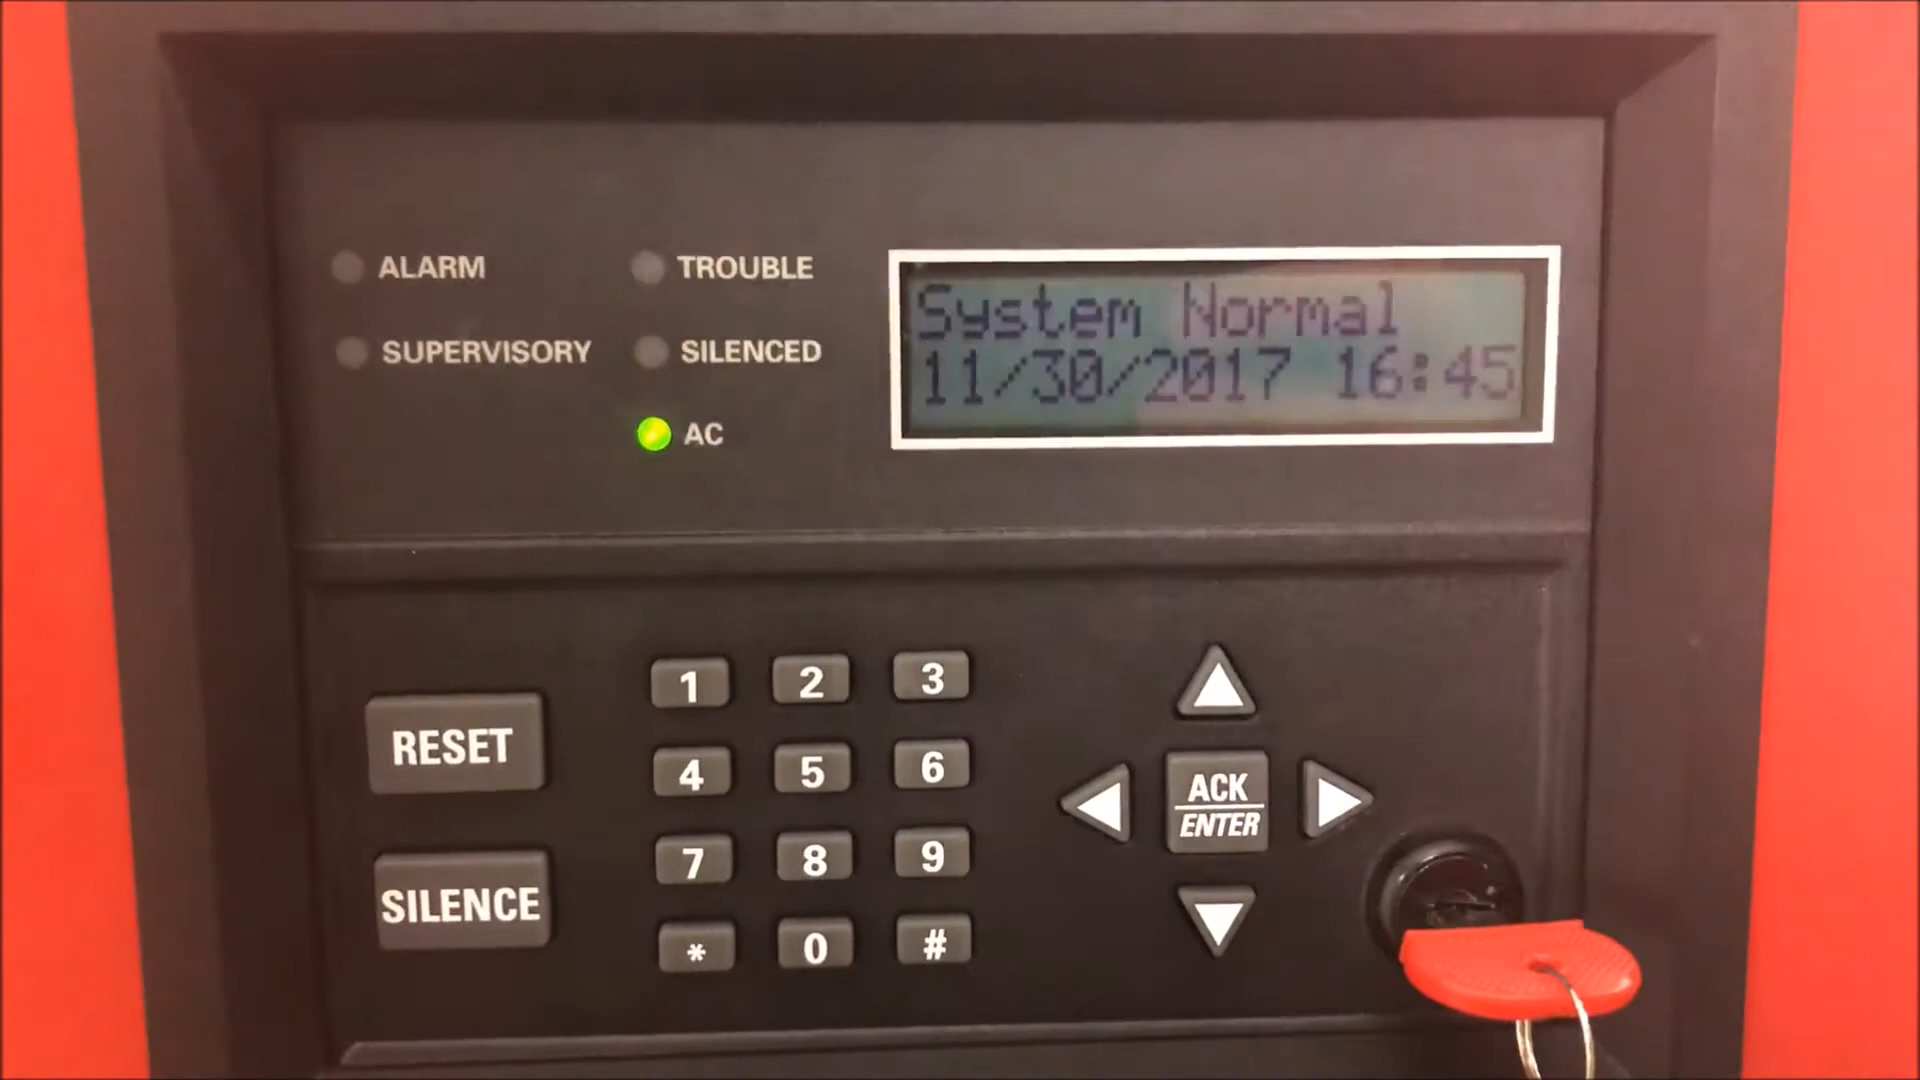 ALARM
TROUBLE
SUPERVISORY
SILENCED
AC
System Normal
11/30/2017 16:45
RESET
SILENCE
1 2 3
4 5 6
7 8 9
* 0 #
ACK
ENTER